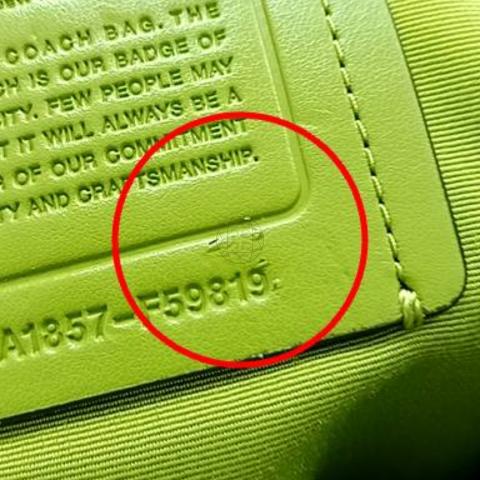 COACH BAG. THE
IS OUR BADGE OF
FEW PEOPLE MAY
IT WILL ALWAYS BE A
OF OUR COMMITMENT
AND CRAFTSMANSHIP.
A1857-F59819